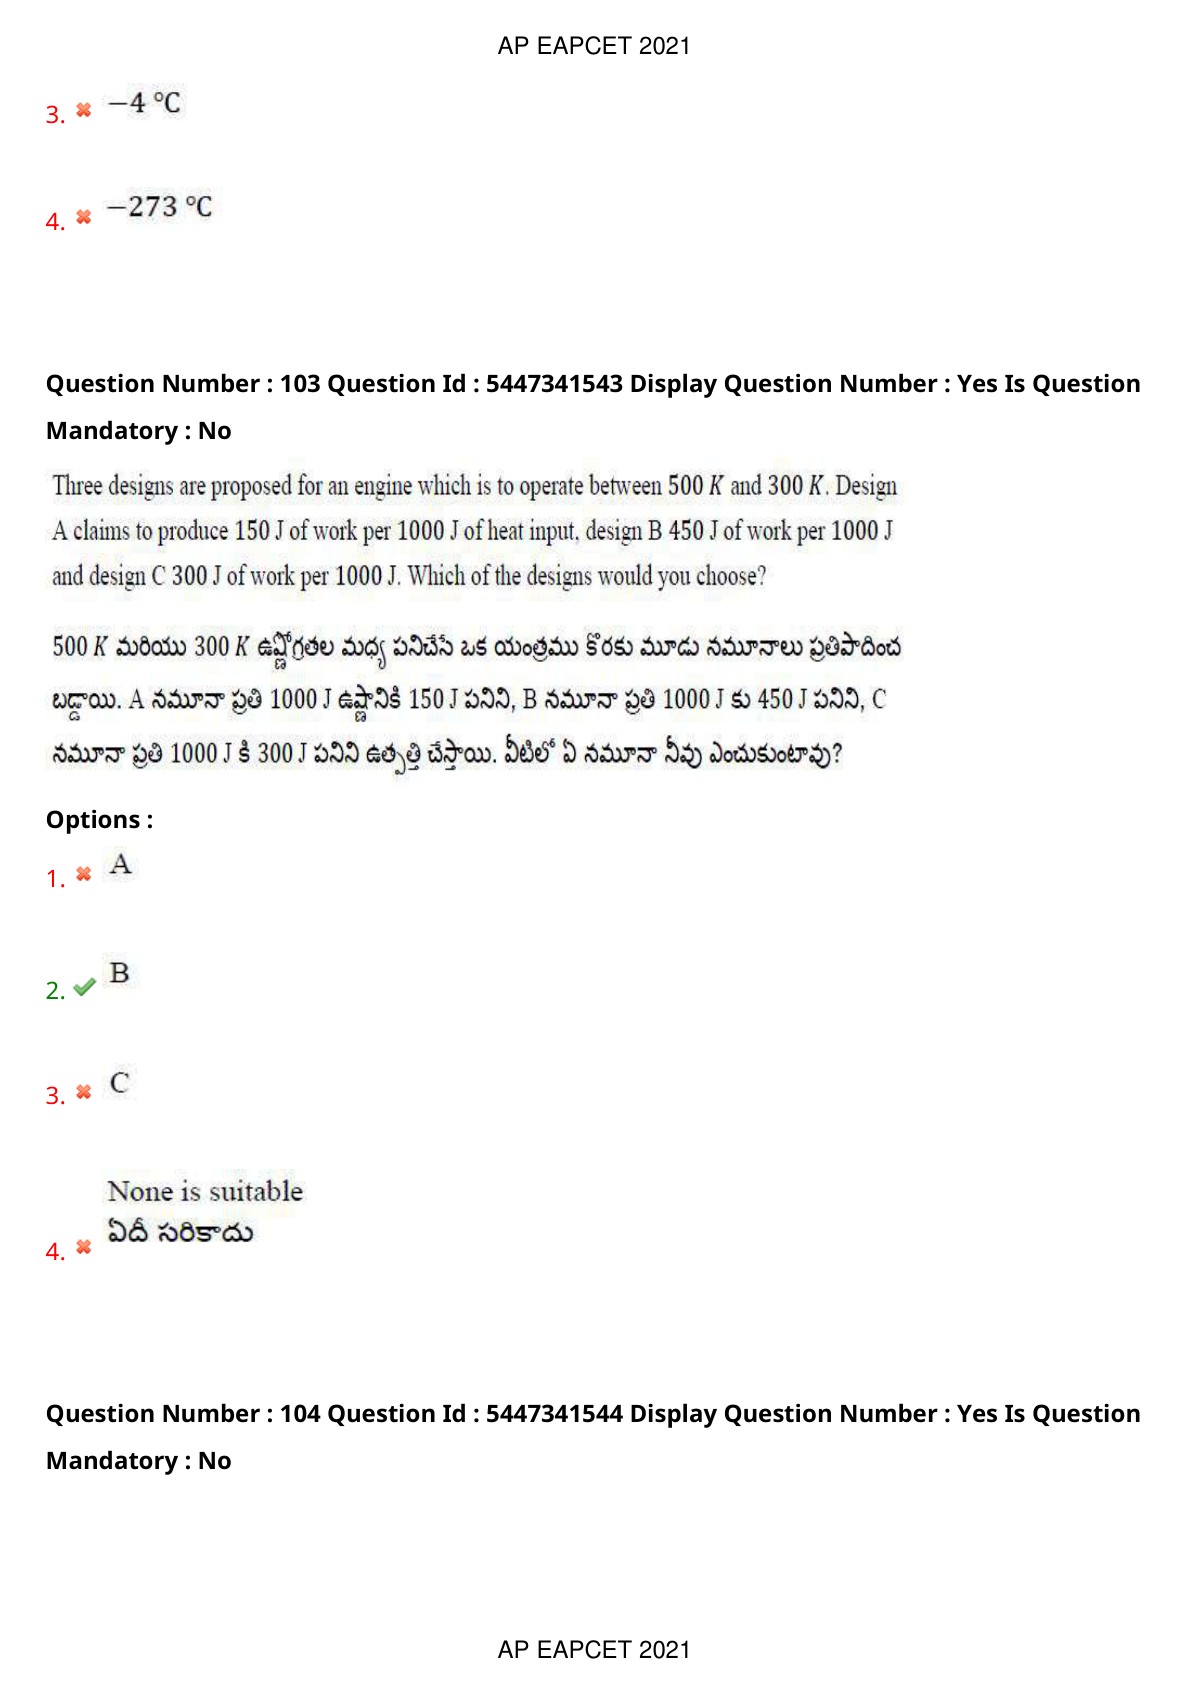 AP EAPCET 2021
3. −4 °C
4. −273 °C
Question Number : 103 Question Id : 5447341543 Display Question Number : Yes Is Question
Mandatory : No
Three designs are proposed for an engine which is to operate between 500 K and 300 K. Design
A claims to produce 150 J of work per 1000 J of heat input, design B 450 J of work per 1000 J
and design C 300 J of work per 1000 J. Which of the designs would you choose?
500 K మరియు 300 K ఉష్ణోగ్రతల మధ్య పనిచేసే ఒక యంత్రము కొరకు మూడు నమూనాలు ప్రతిపాదించ
బడ్డాయి. A నమూనా ప్రతి 1000 J ఉష్ణానికి 150 J పనిని, B నమూనా ప్రతి 1000 J కు 450 J పనిని, C
నమూనా ప్రతి 1000 J కి 300 J పనిని ఉత్పత్తి చేస్తాయి. వీటిలో ఏ నమూనా నీవు ఎంచుకుంటావు?
Options :
1. A
2. B
3. C
None is suitable
4. ఏదీ సరికాదు
Question Number : 104 Question Id : 5447341544 Display Question Number : Yes Is Question
Mandatory : No
AP EAPCET 2021